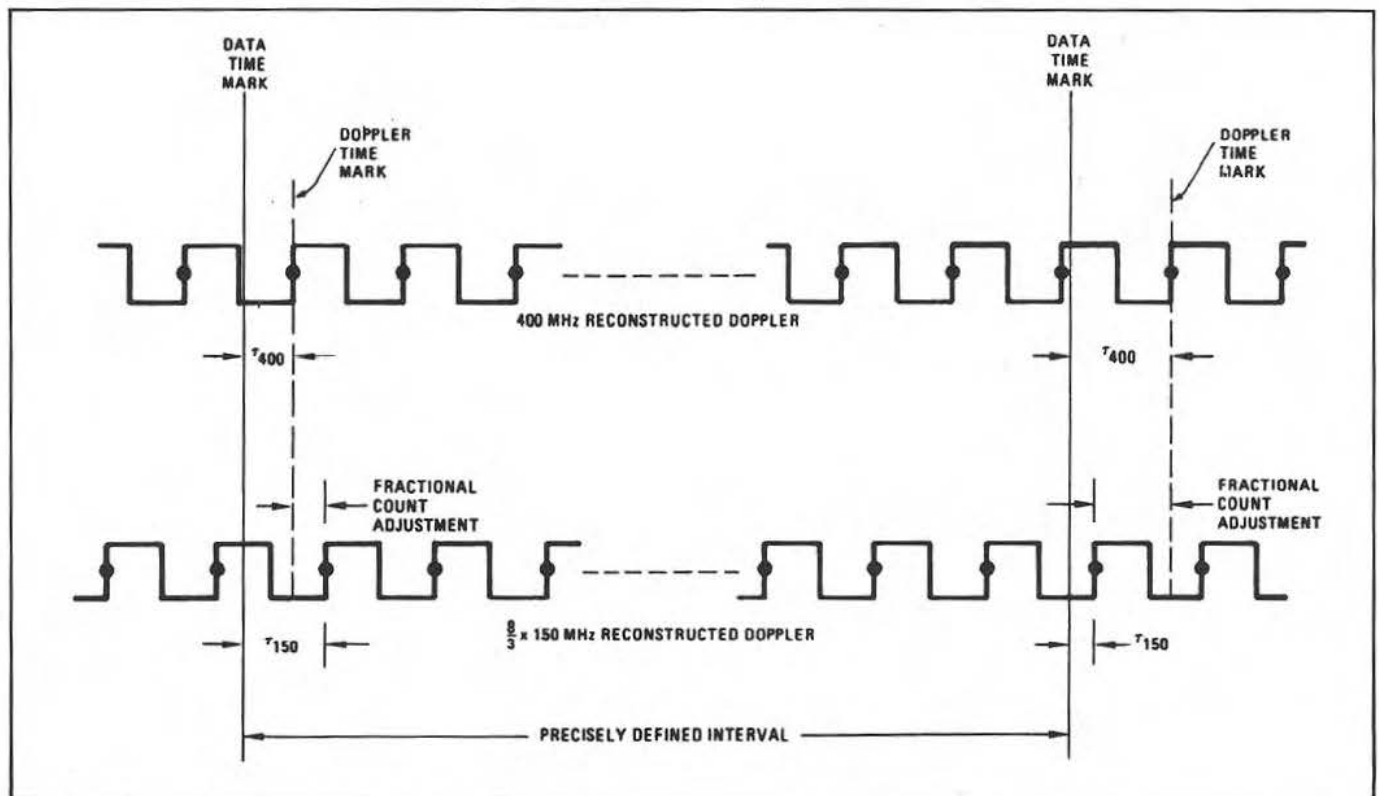 DATA
TIME
MARK
DATA
TIME
MARK
DOPPLER
TIME
MARK
DOPPLER
TIME
MARK
400 MHz RECONSTRUCTED DOPPLER
τ400
τ400
FRACTIONAL
COUNT
ADJUSTMENT
FRACTIONAL
COUNT
ADJUSTMENT
τ150
8/3 x 150 MHz RECONSTRUCTED DOPPLER
τ150
PRECISELY DEFINED INTERVAL